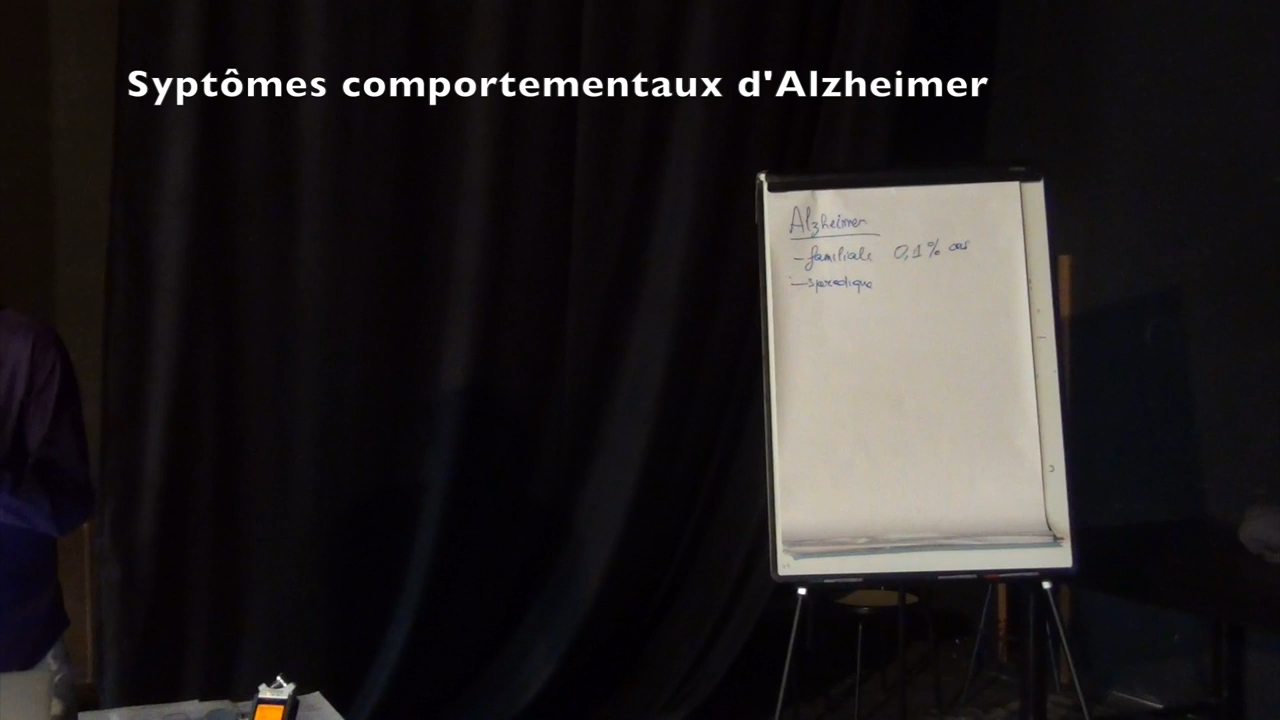 Syptômes comportementaux d'Alzheimer
Alzheimer
- familiale 0,1% cas
- sporadique